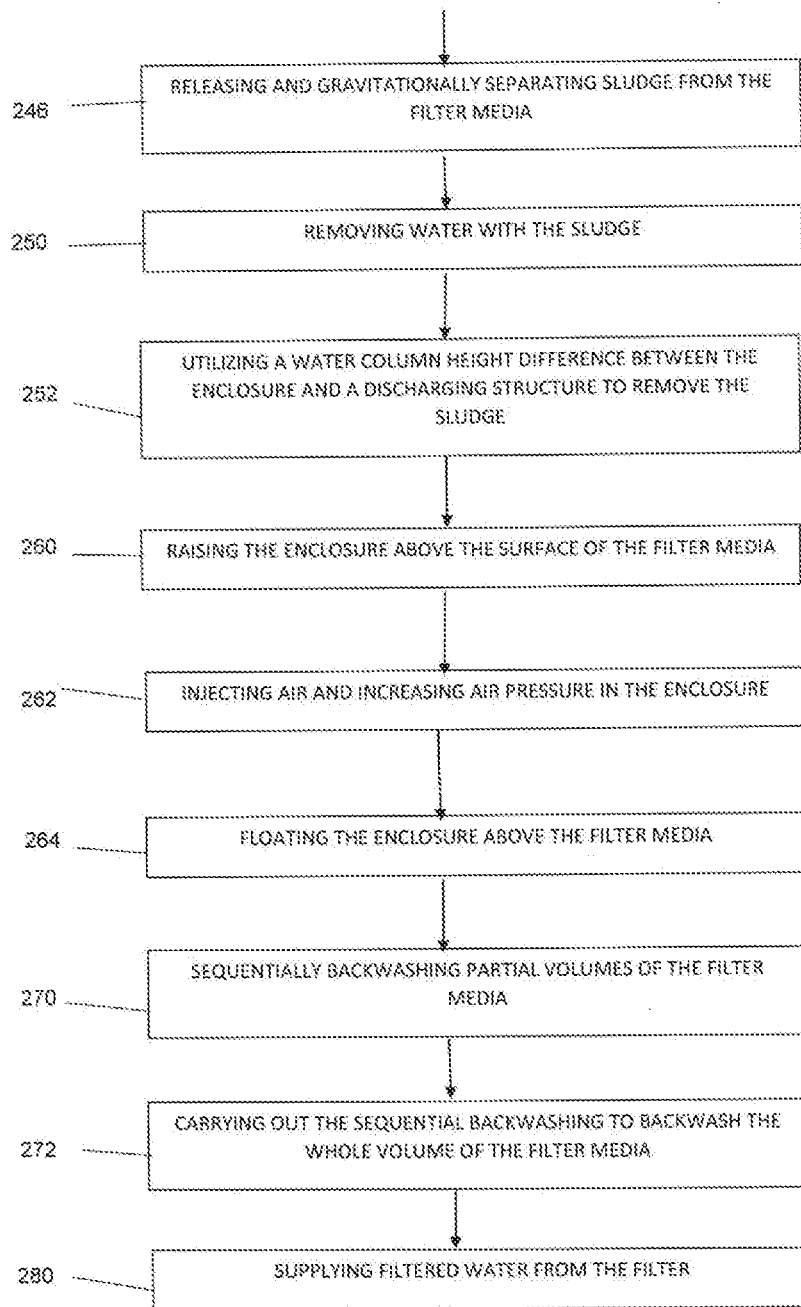 246
RELEASING AND GRAVITATIONALLY SEPARATING SLUDGE FROM THE
FILTER MEDIA
250
REMOVING WATER WITH THE SLUDGE
252
UTILIZING A WATER COLUMN HEIGHT DIFFERENCE BETWEEN THE
ENCLOSURE AND A DISCHARGING STRUCTURE TO REMOVE THE
SLUDGE
260
RAISING THE ENCLOSURE ABOVE THE SURFACE OF THE FILTER MEDIA
262
INJECTING AIR AND INCREASING AIR PRESSURE IN THE ENCLOSURE
264
FLOATING THE ENCLOSURE ABOVE THE FILTER MEDIA
270
SEQUENTIALLY BACKWASHING PARTIAL VOLUMES OF THE FILTER
MEDIA
272
CARRYING OUT THE SEQUENTIAL BACKWASHING TO BACKWASH THE
WHOLE VOLUME OF THE FILTER MEDIA
280
SUPPLYING FILTERED WATER FROM THE FILTER